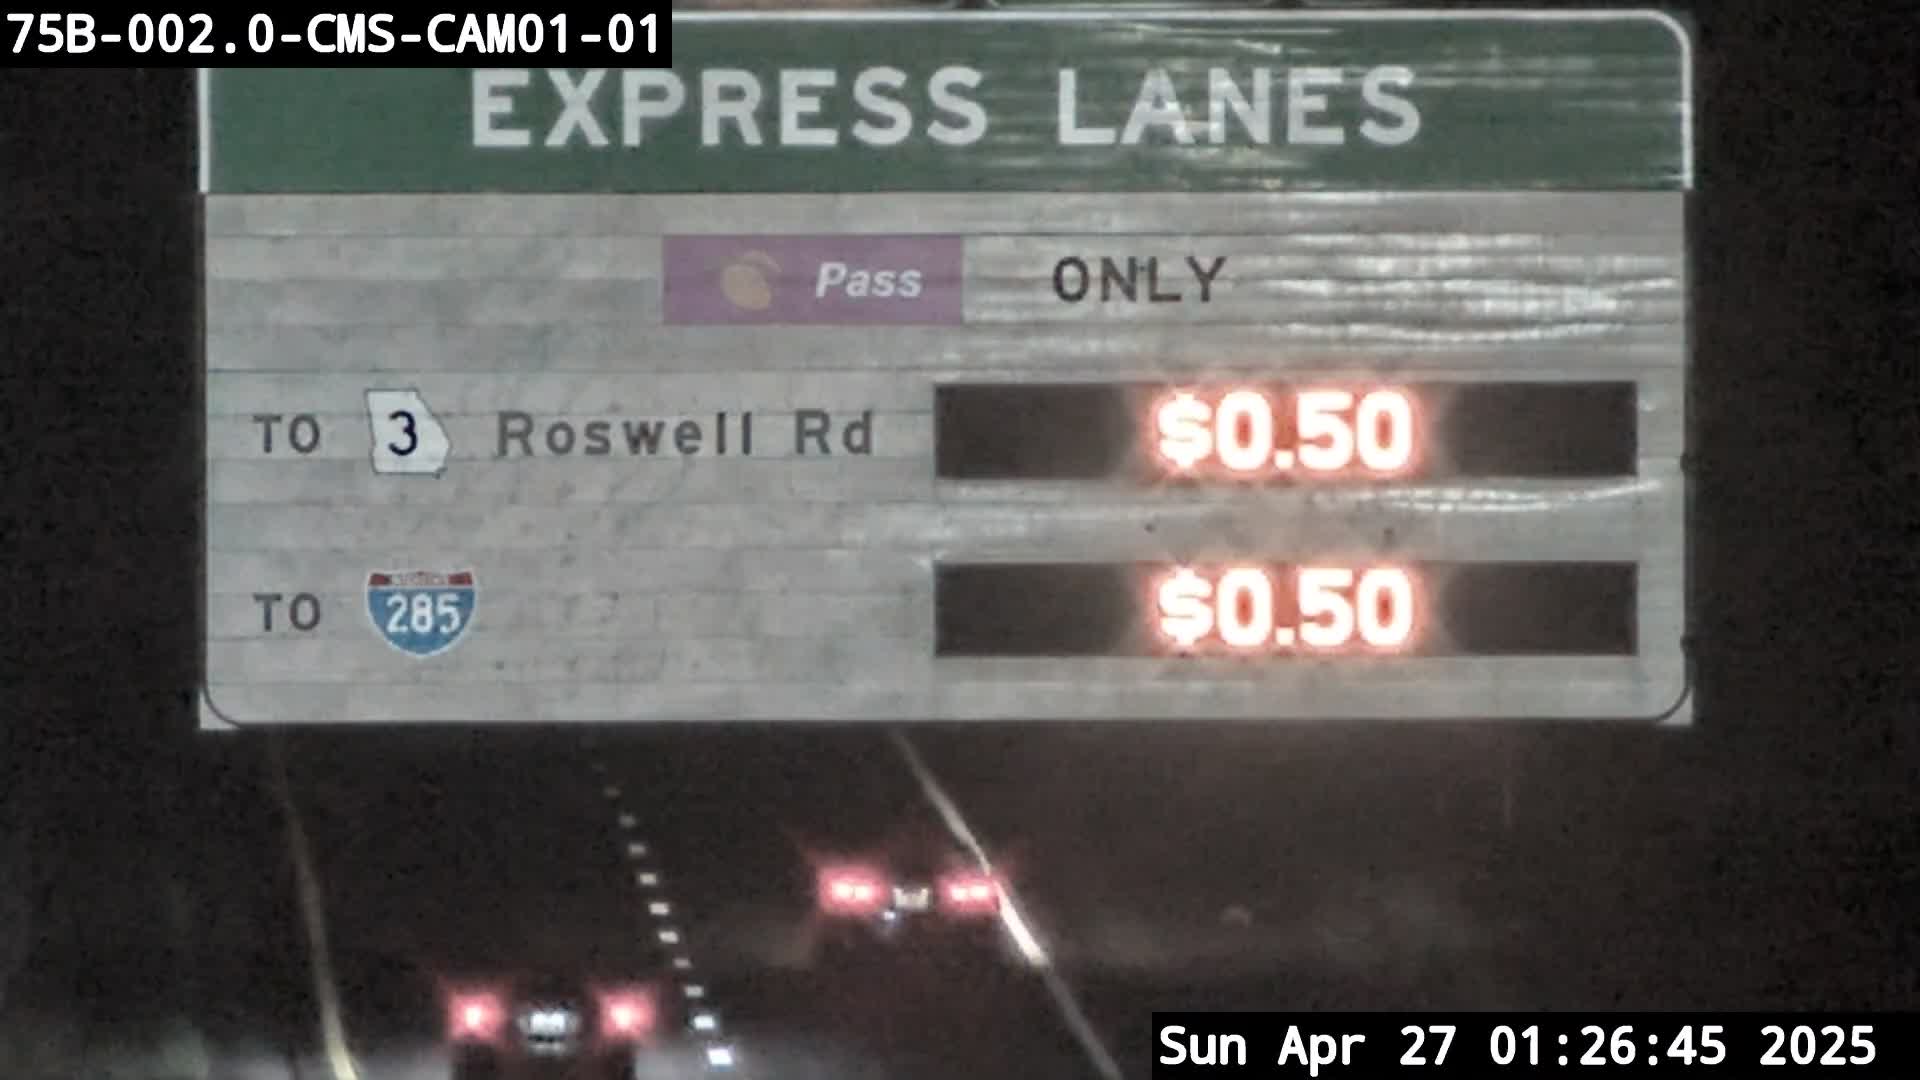 75B-002.0-CMS-CAM01-01
EXPRESS LANES
Pass ONLY
TO 3 Roswell Rd $0.50
TO 285 $0.50
Sun Apr 27 01:26:45 2025